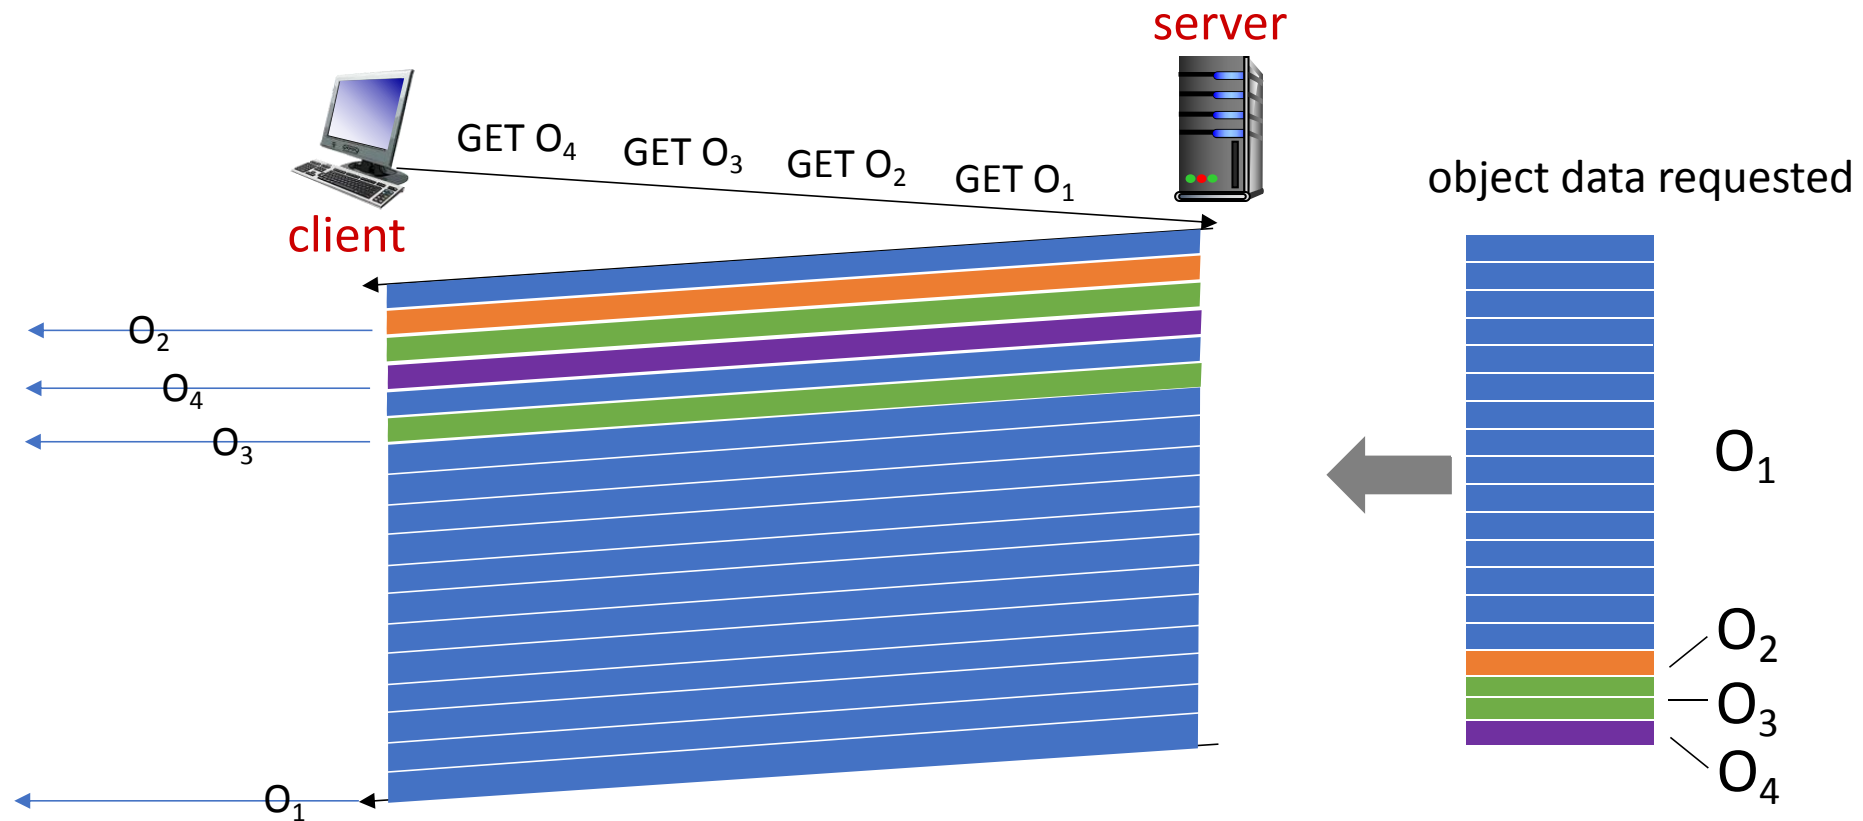 server
GET O₄
GET O₃
GET O₂
GET O₁
object data requested
client
O₂
O₄
O₃
O₁
O₁
O₂
O₃
O₄